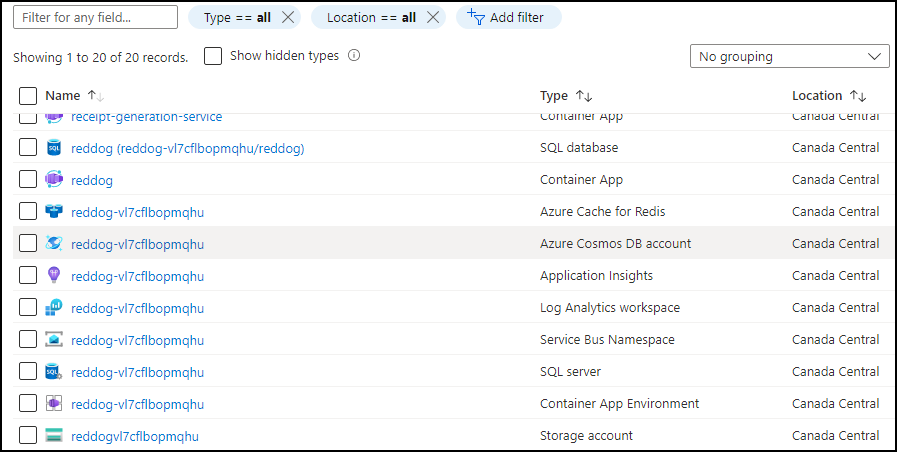 Filter for any field...
Type == all
Location == all
Add filter
Showing 1 to 20 of 20 records.
Show hidden types
No grouping
Name Type Location
receipt-generation-service Container App Canada Central
reddog (reddog-vl7cflbopmqhu/reddog) SQL database Canada Central
reddog Container App Canada Central
reddog-vl7cflbopmqhu Azure Cache for Redis Canada Central
reddog-vl7cflbopmqhu Azure Cosmos DB account Canada Central
reddog-vl7cflbopmqhu Application Insights Canada Central
reddog-vl7cflbopmqhu Log Analytics workspace Canada Central
reddog-vl7cflbopmqhu Service Bus Namespace Canada Central
reddog-vl7cflbopmqhu SQL server Canada Central
reddog-vl7cflbopmqhu Container App Environment Canada Central
reddogvl7cflbopmqhu Storage account Canada Central